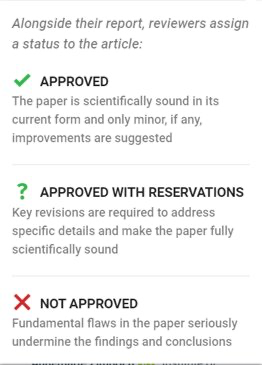 Alongside their report, reviewers assign
a status to the article:
APPROVED
The paper is scientifically sound in its
current form and only minor, if any,
improvements are suggested
? APPROVED WITH RESERVATIONS
Key revisions are required to address
specific details and make the paper fully
scientifically sound
NOT APPROVED
Fundamental flaws in the paper seriously
undermine the findings and conclusions